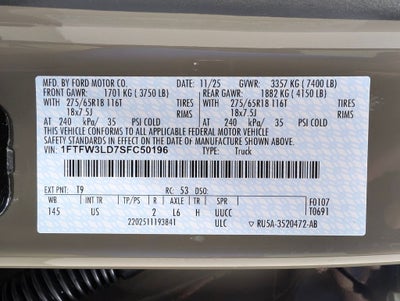 MFD. BY FORD MOTOR CO. 11/25 GVWR: 3357 KG ( 7400 LB)
FRONT GAWR: 1701 KG ( 3750 LB) REAR GAWR: 1882 KG ( 4150 LB)
WITH 275/65R18 116T TIRES WITH 275/65R18 116T TIRES
18x7.5J RIMS 18x7.5J RIMS
AT 240 kPa/ 35 PSI COLD AT 240 kPa/ 35 PSI COLD
THIS VEHICLE CONFORMS TO ALL APPLICABLE FEDERAL MOTOR VEHICLE
SAFETY AND THEFT PREVENTION STANDARDS IN EFFECT ON THE DATE OF MANUFACTURE SHOWN ABOVE.
VIN: 1FTFW3LD7SFC50196 TYPE: Truck
EXT PNT: T9 RC: 53 DSO:
WB INT TR TP/PS R AXLE TR SPR F0107
145 US 2 L6 H UUCC T0691
2202511193841 ULC RU5A-3520472-AB